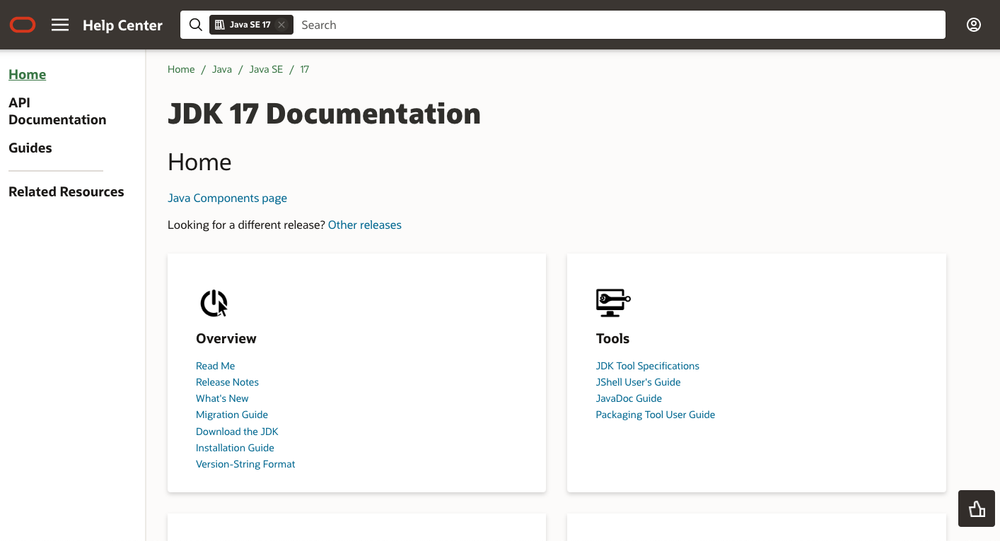 Help Center
Java SE 17
Search
Home
API
Documentation
Guides
Related Resources
Home / Java / Java SE / 17
JDK 17 Documentation
Home
Java Components page
Looking for a different release? Other releases
Overview
Read Me
Release Notes
What's New
Migration Guide
Download the JDK
Installation Guide
Version-String Format
Tools
JDK Tool Specifications
JShell User's Guide
JavaDoc Guide
Packaging Tool User Guide